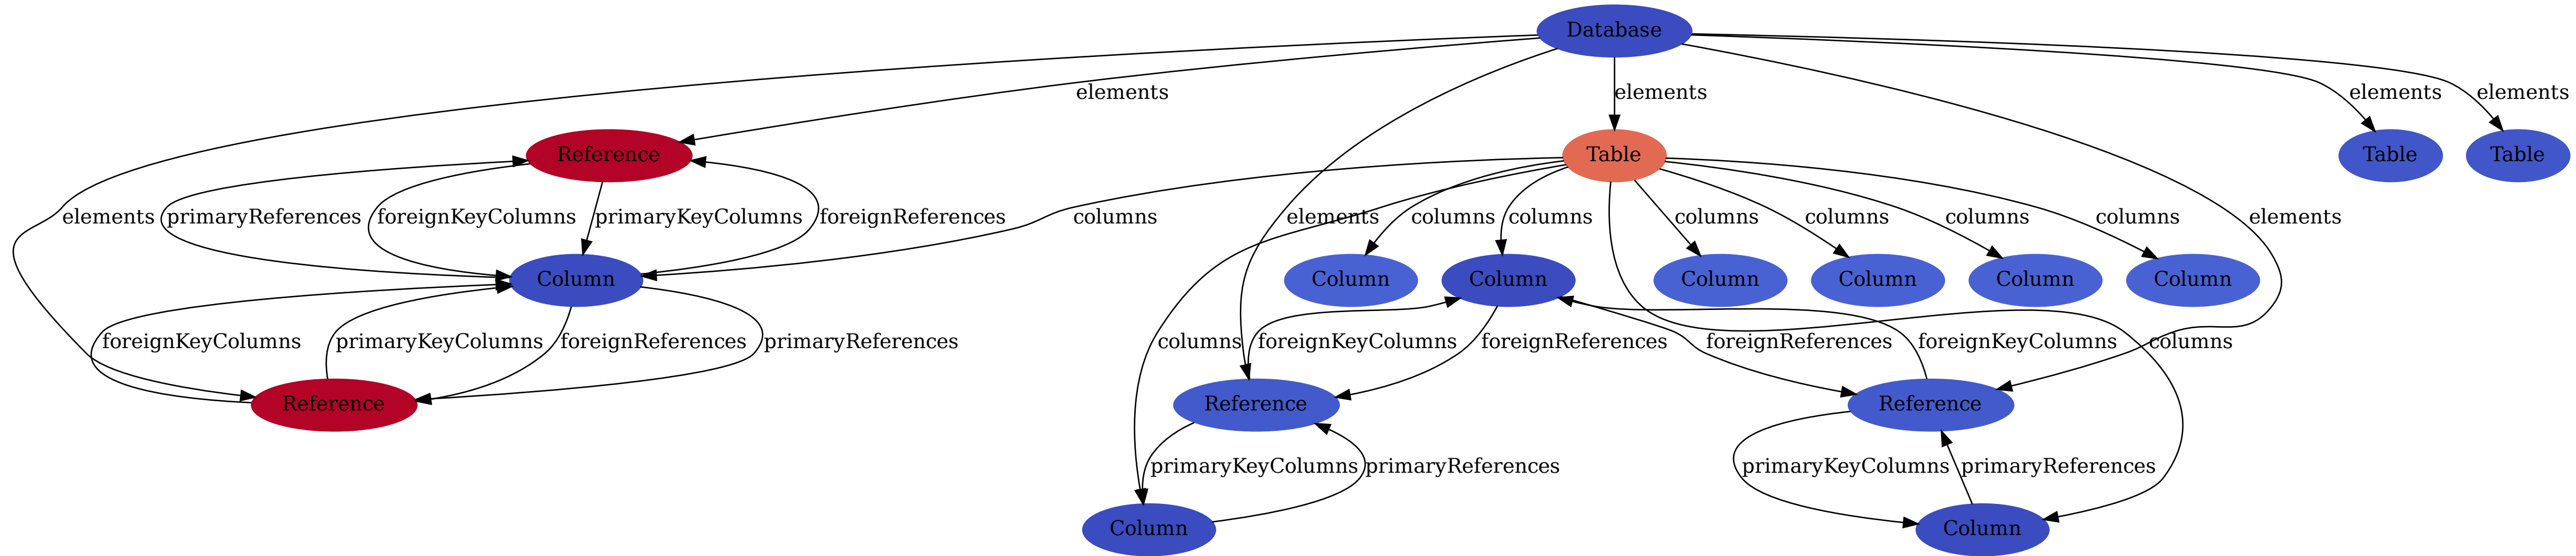 Database
elements
elements
elements
elements
Reference
Table
Table
Table
elements
primaryReferences
foreignKeyColumns
primaryKeyColumns
foreignReferences
columns
elements
columns
columns
columns
columns
columns
columns
elements
Column
Column
Column
Column
Column
Column
Column
foreignKeyColumns
primaryKeyColumns
foreignReferences
primaryReferences
columns
foreignKeyColumns
foreignReferences
foreignReferences
foreignKeyColumns
columns
Reference
Reference
Reference
primaryKeyColumns
primaryReferences
primaryKeyColumns
primaryReferences
Column
Column